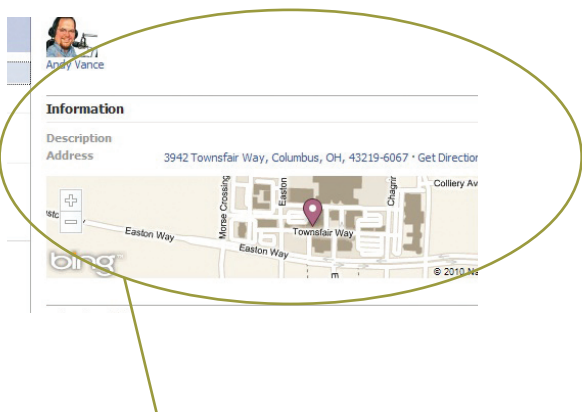 Andy Vance
Information
Description
Address 3942 Townsfair Way, Columbus, OH, 43219-6067 · Get Direction
Morse Crossing
Easton
Chagrin
Colliery Av
Easton Way
Townsfair Way
Easton Way
bing
© 2010 Na